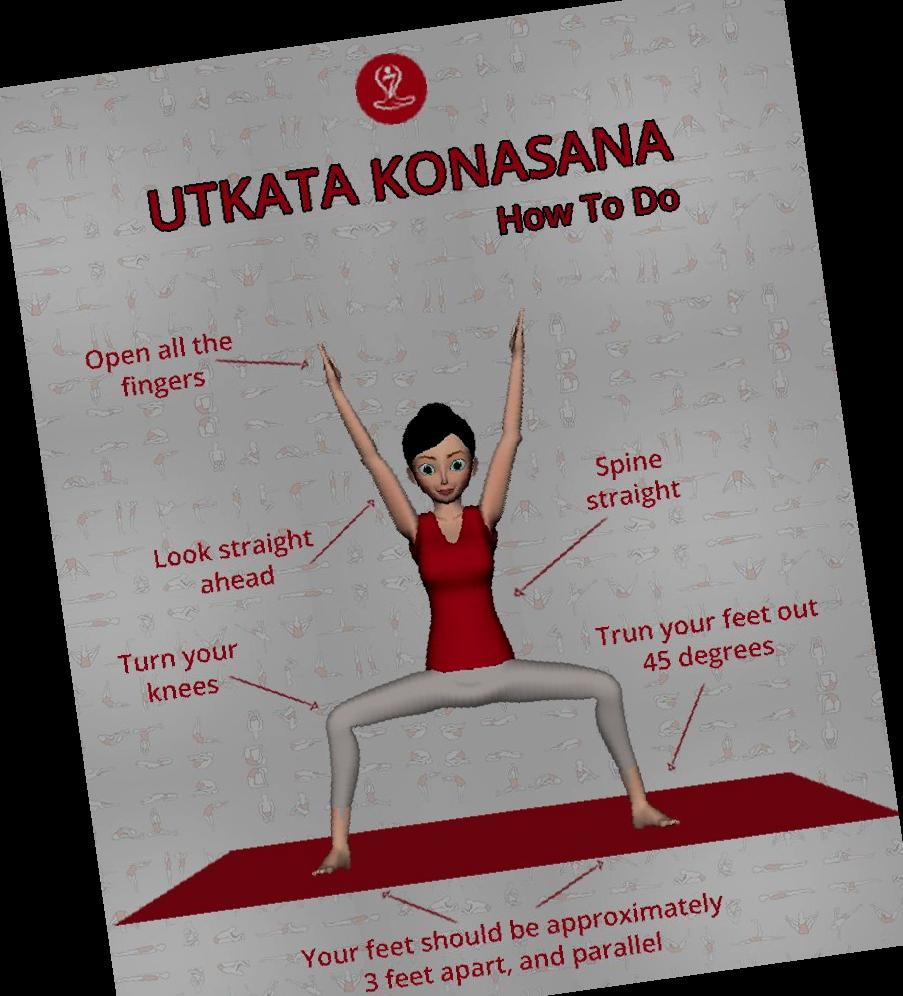 UTKATA KONASANA
How To Do
Open all the
fingers
Spine
straight
Look straight
ahead
Trun your feet out
45 degrees
Turn your
knees
Your feet should be approximately
3 feet apart, and parallel